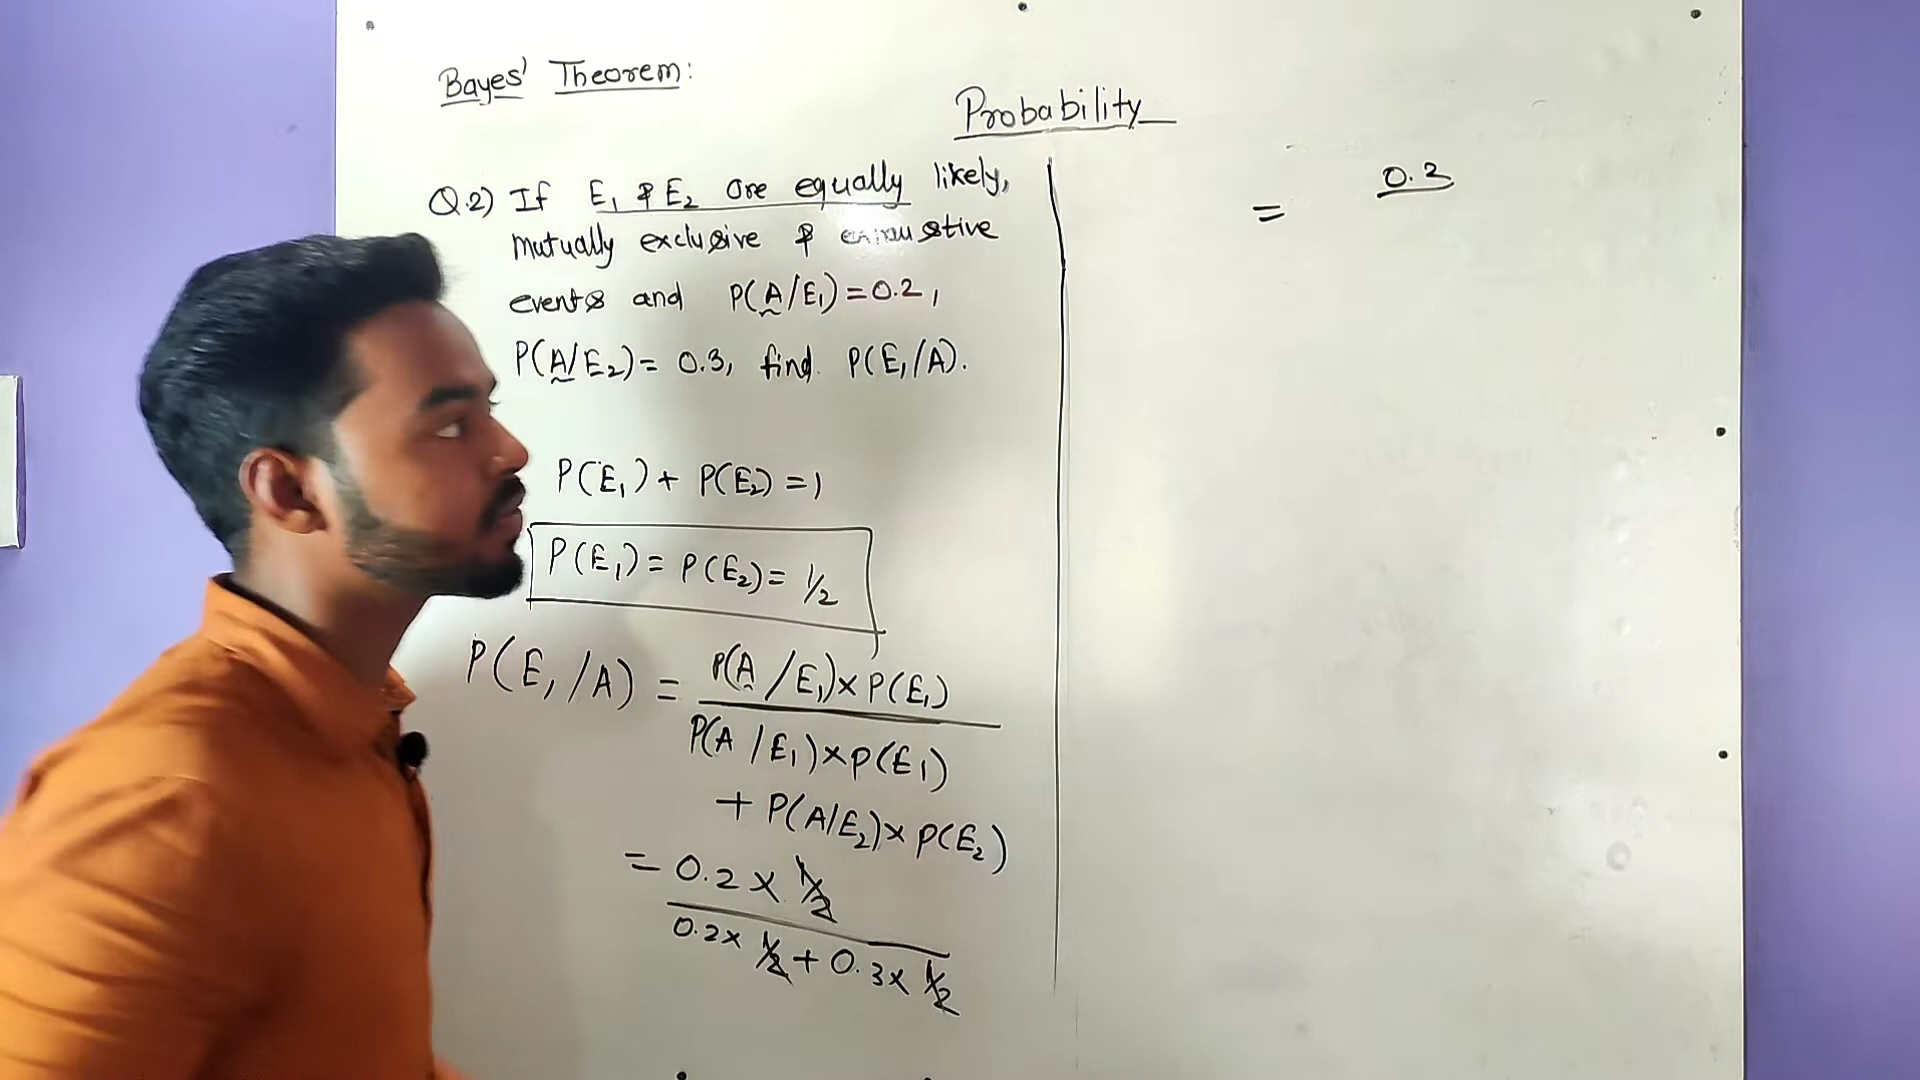 Bayes' Theorem:
Probability
Q.2) If E₁ & E₂ are equally likely,
mutually exclusive & exhaustive
events and P(A/E₁) = 0.2,
P(A/E₂) = 0.3, find P(E₁/A).
P(E₁) + P(E₂) = 1
P(E₁) = P(E₂) = 1/2
P(E₁/A) = P(A/E₁) × P(E₁)
P(A/E₁) × P(E₁)
+ P(A/E₂) × P(E₂)
= 0.2 × 1/2
0.2 × 1/2 + 0.3 × 1/2
= 0.2